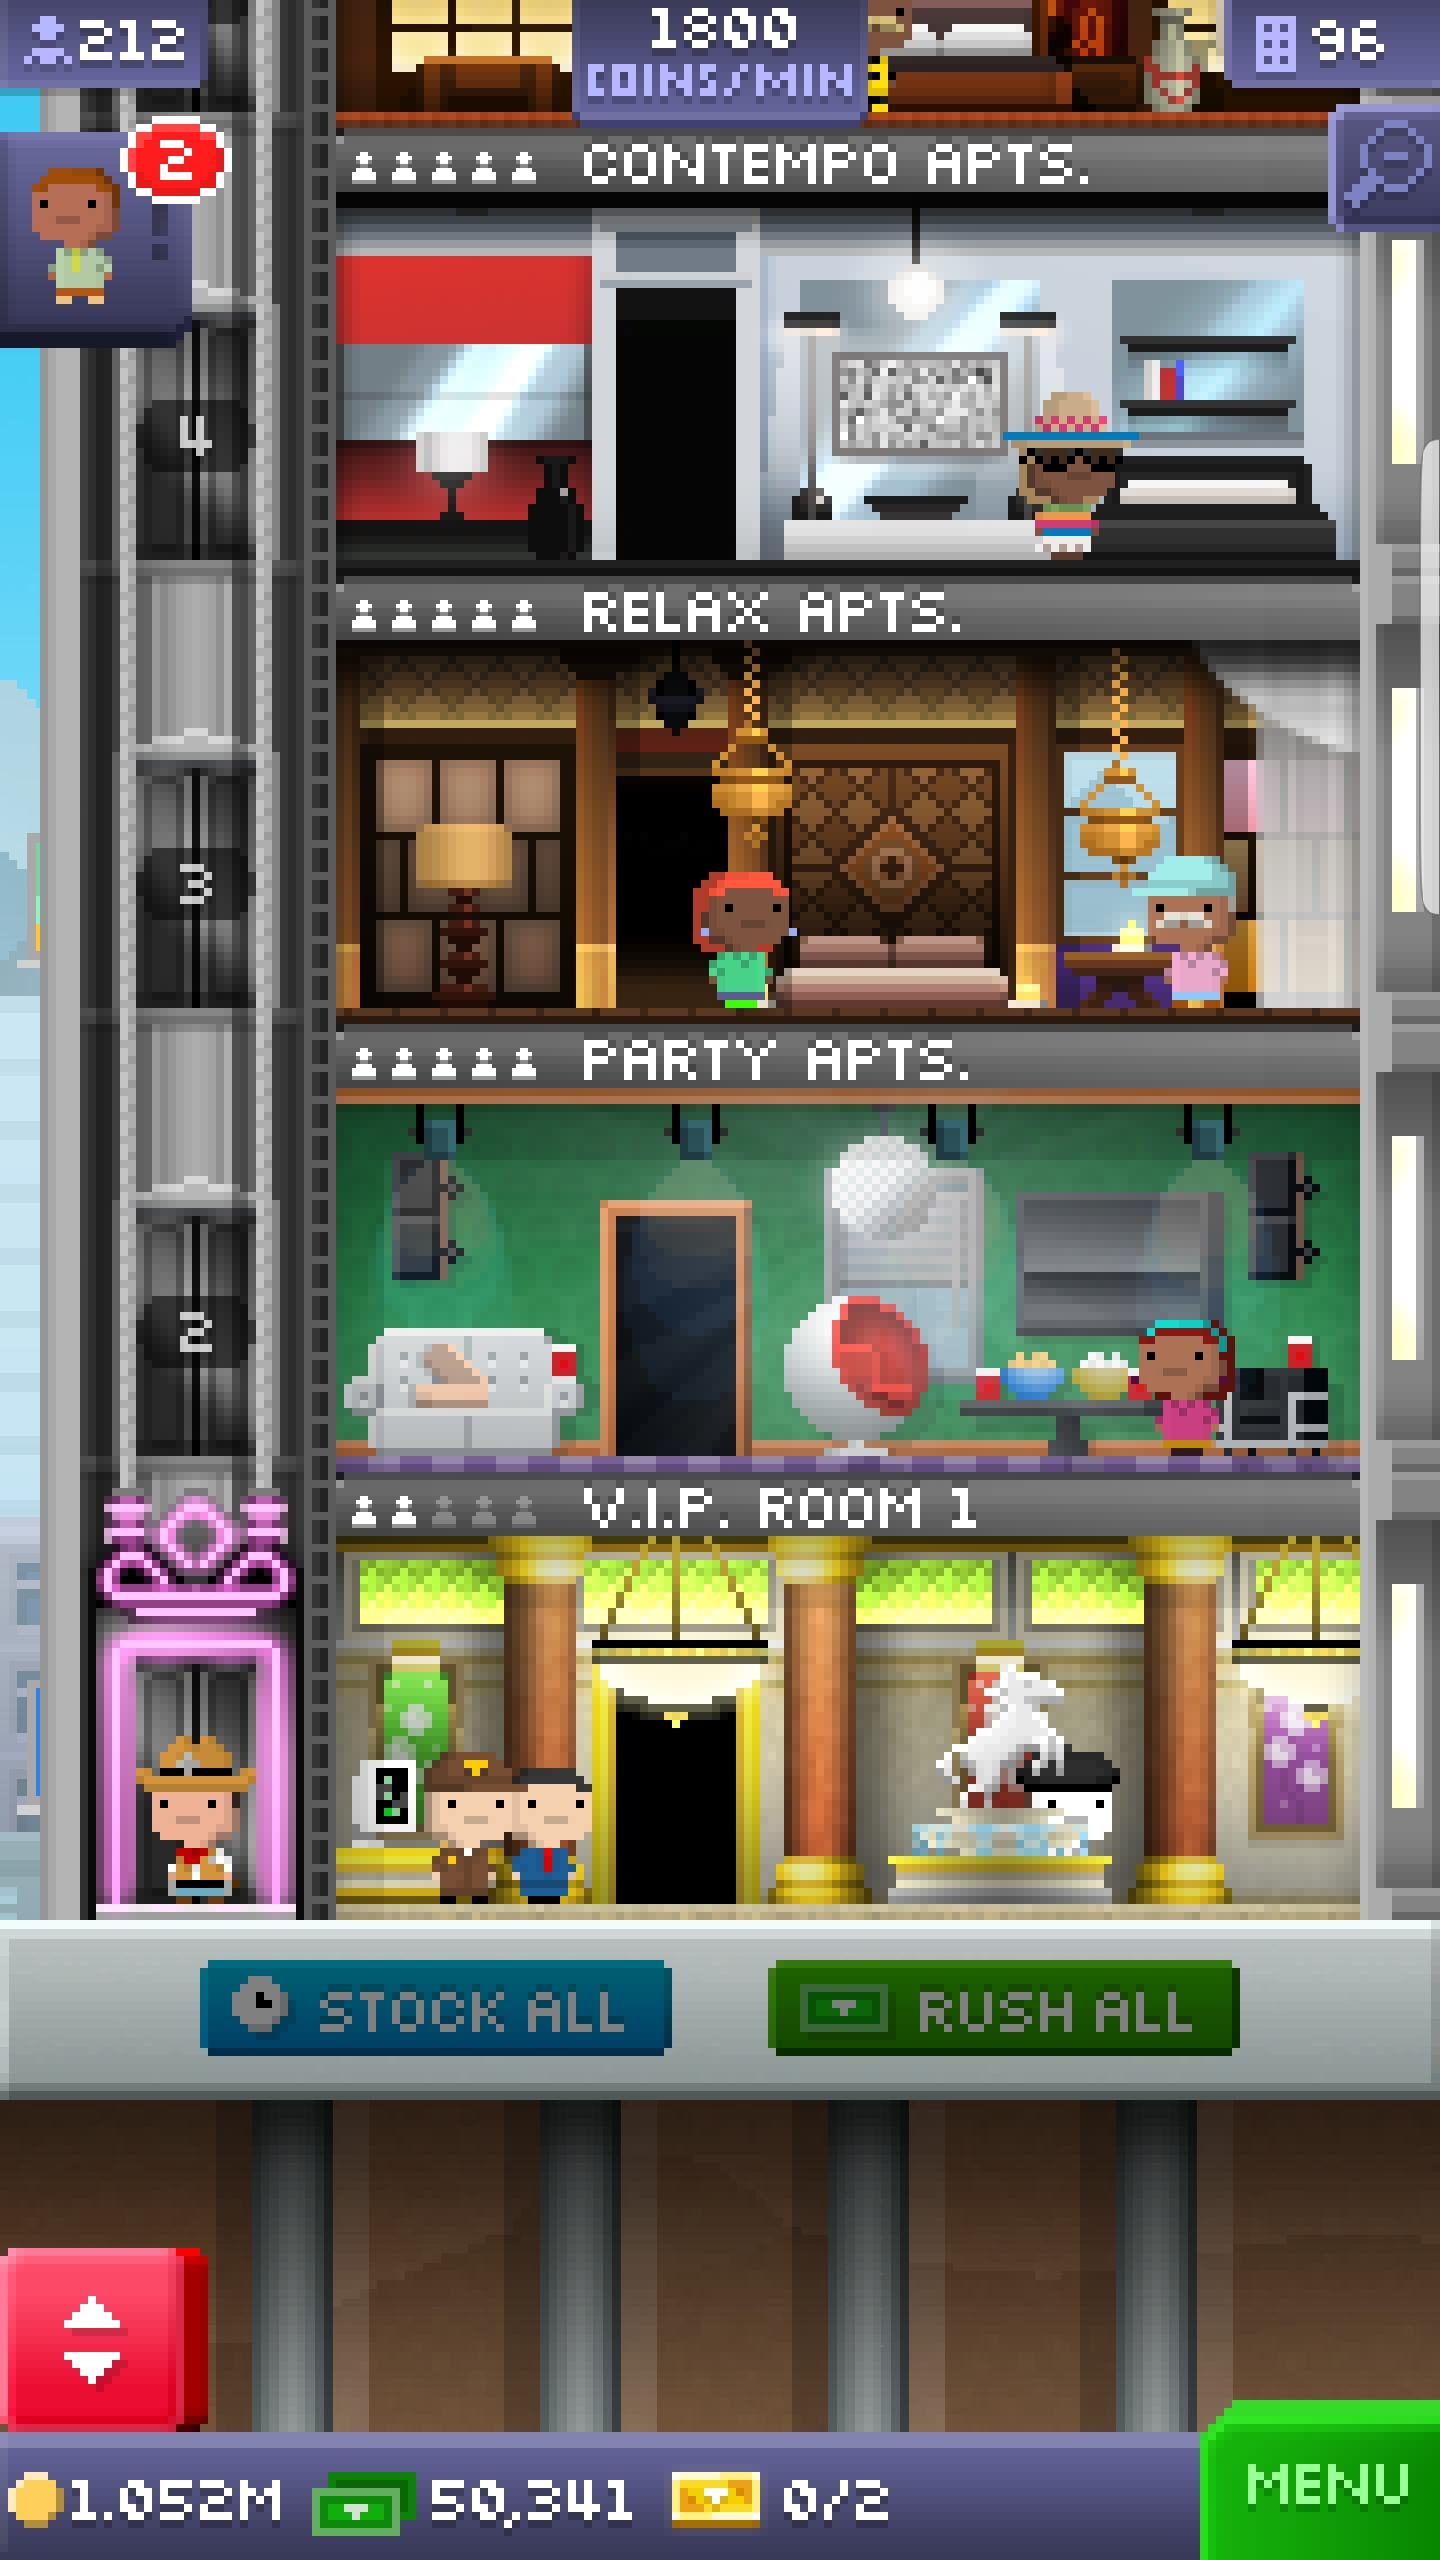 212
1800
COINS/MIN
96
2
CONTEMPO APTS.
4
RELAX APTS.
3
PARTY APTS.
2
V.I.P. ROOM 1
STOCK ALL
RUSH ALL
1.052M
50,341
0/2
MENU